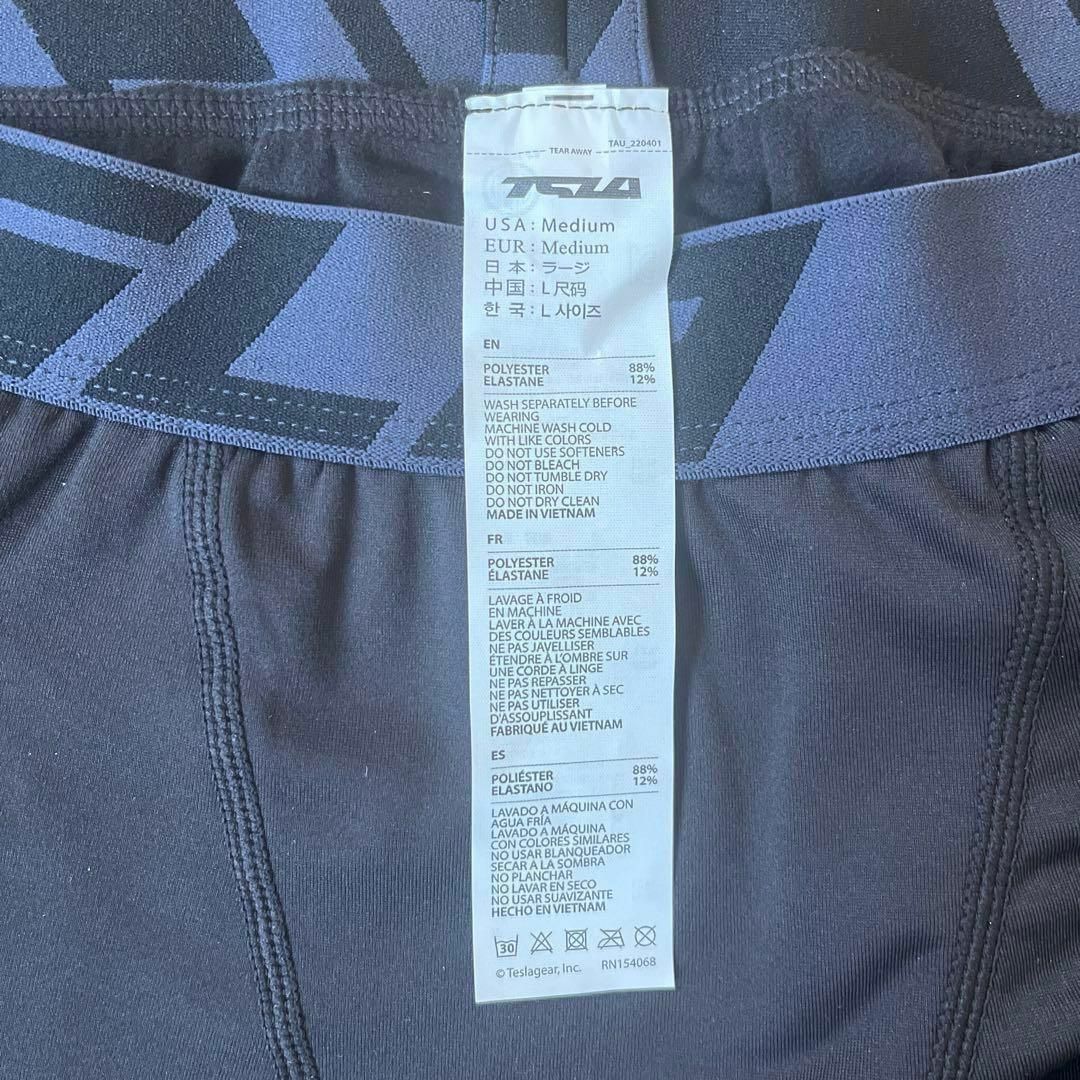 TAU_220401
TEAR AWAY
TSLA
USA : Medium
EUR : Medium
日 本 : ラージ
中国 : L 尺码
한 국 : L 사이즈
EN
POLYESTER 88%
ELASTANE 12%
WASH SEPARATELY BEFORE
WEARING
MACHINE WASH COLD
WITH LIKE COLORS
DO NOT USE SOFTENERS
DO NOT BLEACH
DO NOT TUMBLE DRY
DO NOT IRON
DO NOT DRY CLEAN
MADE IN VIETNAM
FR
POLYESTER 88%
ÉLASTANE 12%
LAVAGE À FROID
EN MACHINE
LAVER À LA MACHINE AVEC
DES COULEURS SEMBLABLES
NE PAS JAVELLISER
ÉTENDRE À L'OMBRE SUR
UNE CORDE À LINGE
NE PAS REPASSER
NE PAS NETTOYER À SEC
NE PAS UTILISER
D'ASSOUPLISSANT
FABRIQUÉ AU VIETNAM
ES
POLIÉSTER 88%
ELASTANO 12%
LAVADO A MÁQUINA CON
AGUA FRÍA
LAVADO A MÁQUINA
CON COLORES SIMILARES
NO USAR BLANQUEADOR
SECAR A LA SOMBRA
NO PLANCHAR
NO LAVAR EN SECO
NO USAR SUAVIZANTE
HECHO EN VIETNAM
30
© Teslagear, Inc. RN154068